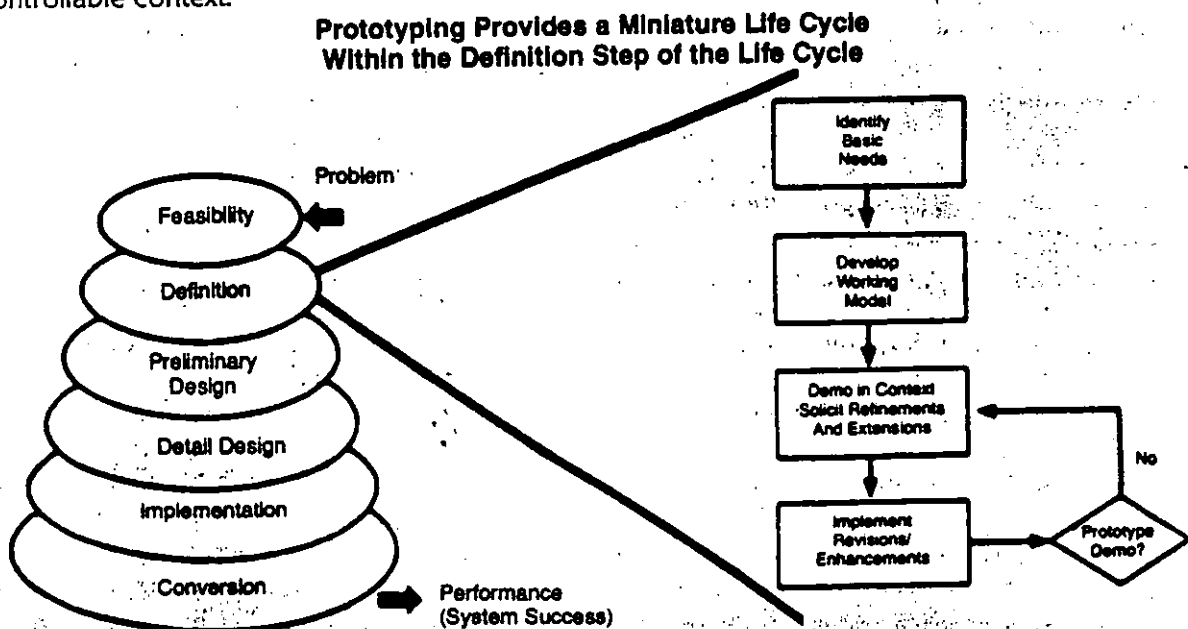 ontrollable context.
Prototyping Provides a Miniature Life Cycle
Within the Definition Step of the Life Cycle
Problem
Feasibility
Definition
Preliminary
Design
Detail Design
Implementation
Conversion
Performance
(System Success)
Identify
Basic
Needs
Develop
Working
Model
Demo in Context
Solicit Refinements
And Extensions
Implement
Revisions/
Enhancements
Prototype
Demo?
No